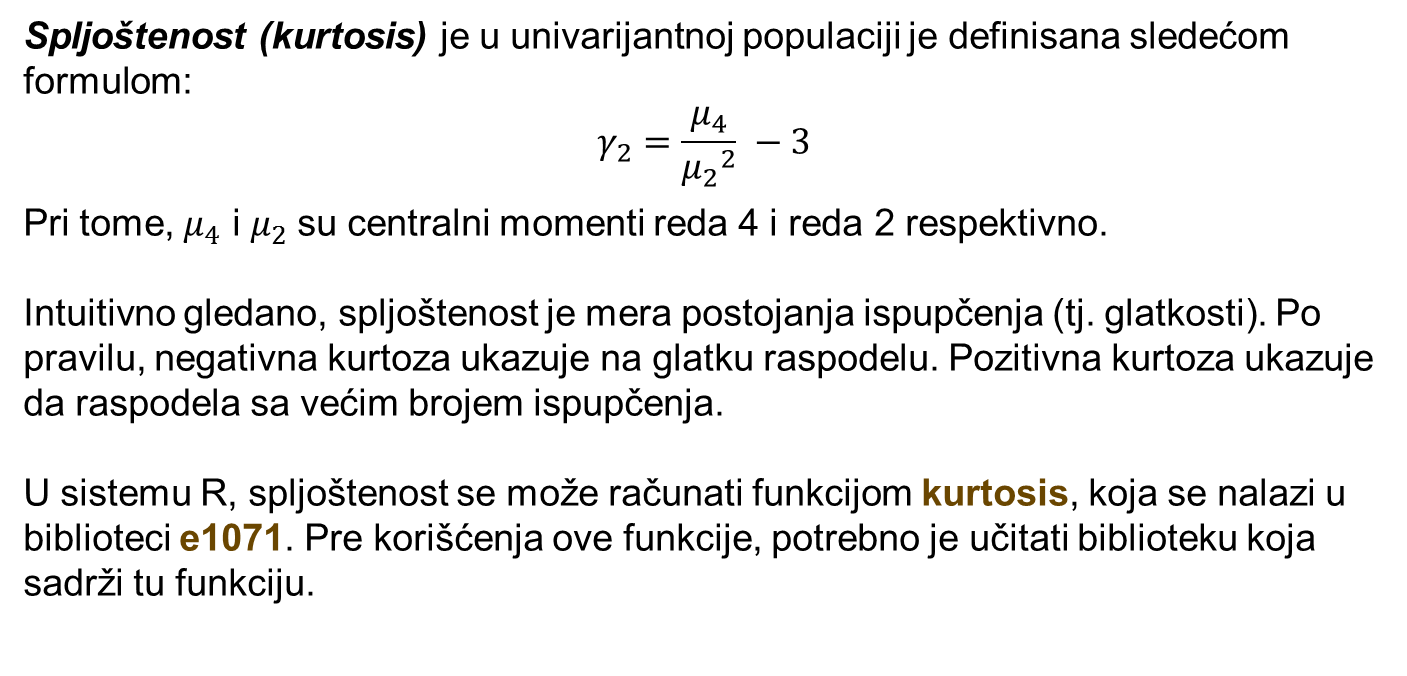 Spljoštenost (kurtosis) je u univarijantnoj populaciji je definisana sledećom
formulom:
γ₂ = μ₄ / μ₂² − 3
Pri tome, μ₄ i μ₂ su centralni momenti reda 4 i reda 2 respektivno.
Intuitivno gledano, spljoštenost je mera postojanja ispupčenja (tj. glatkosti). Po
pravilu, negativna kurtoza ukazuje na glatku raspodelu. Pozitivna kurtoza ukazuje
da raspodela sa većim brojem ispupčenja.
U sistemu R, spljoštenost se može računati funkcijom kurtosis, koja se nalazi u
biblioteci e1071. Pre korišćenja ove funkcije, potrebno je učitati biblioteku koja
sadrži tu funkciju.